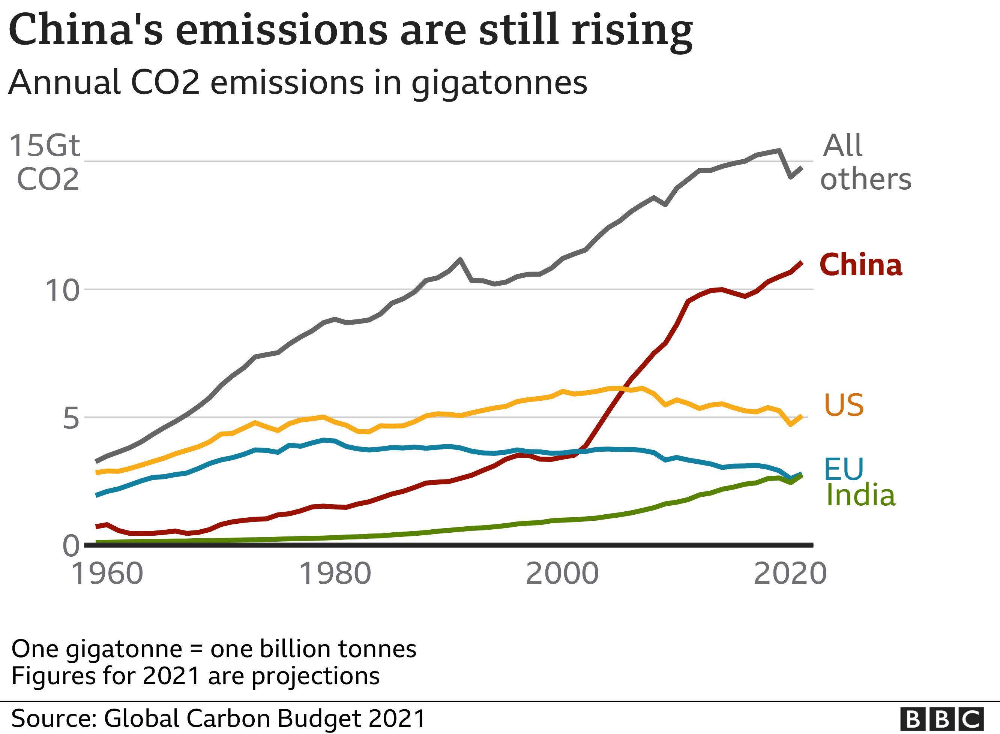 China's emissions are still rising
Annual CO2 emissions in gigatonnes
15Gt
CO2
10
5
0
All
others
China
US
EU
India
1960 1980 2000 2020
One gigatonne = one billion tonnes
Figures for 2021 are projections
Source: Global Carbon Budget 2021
BBC